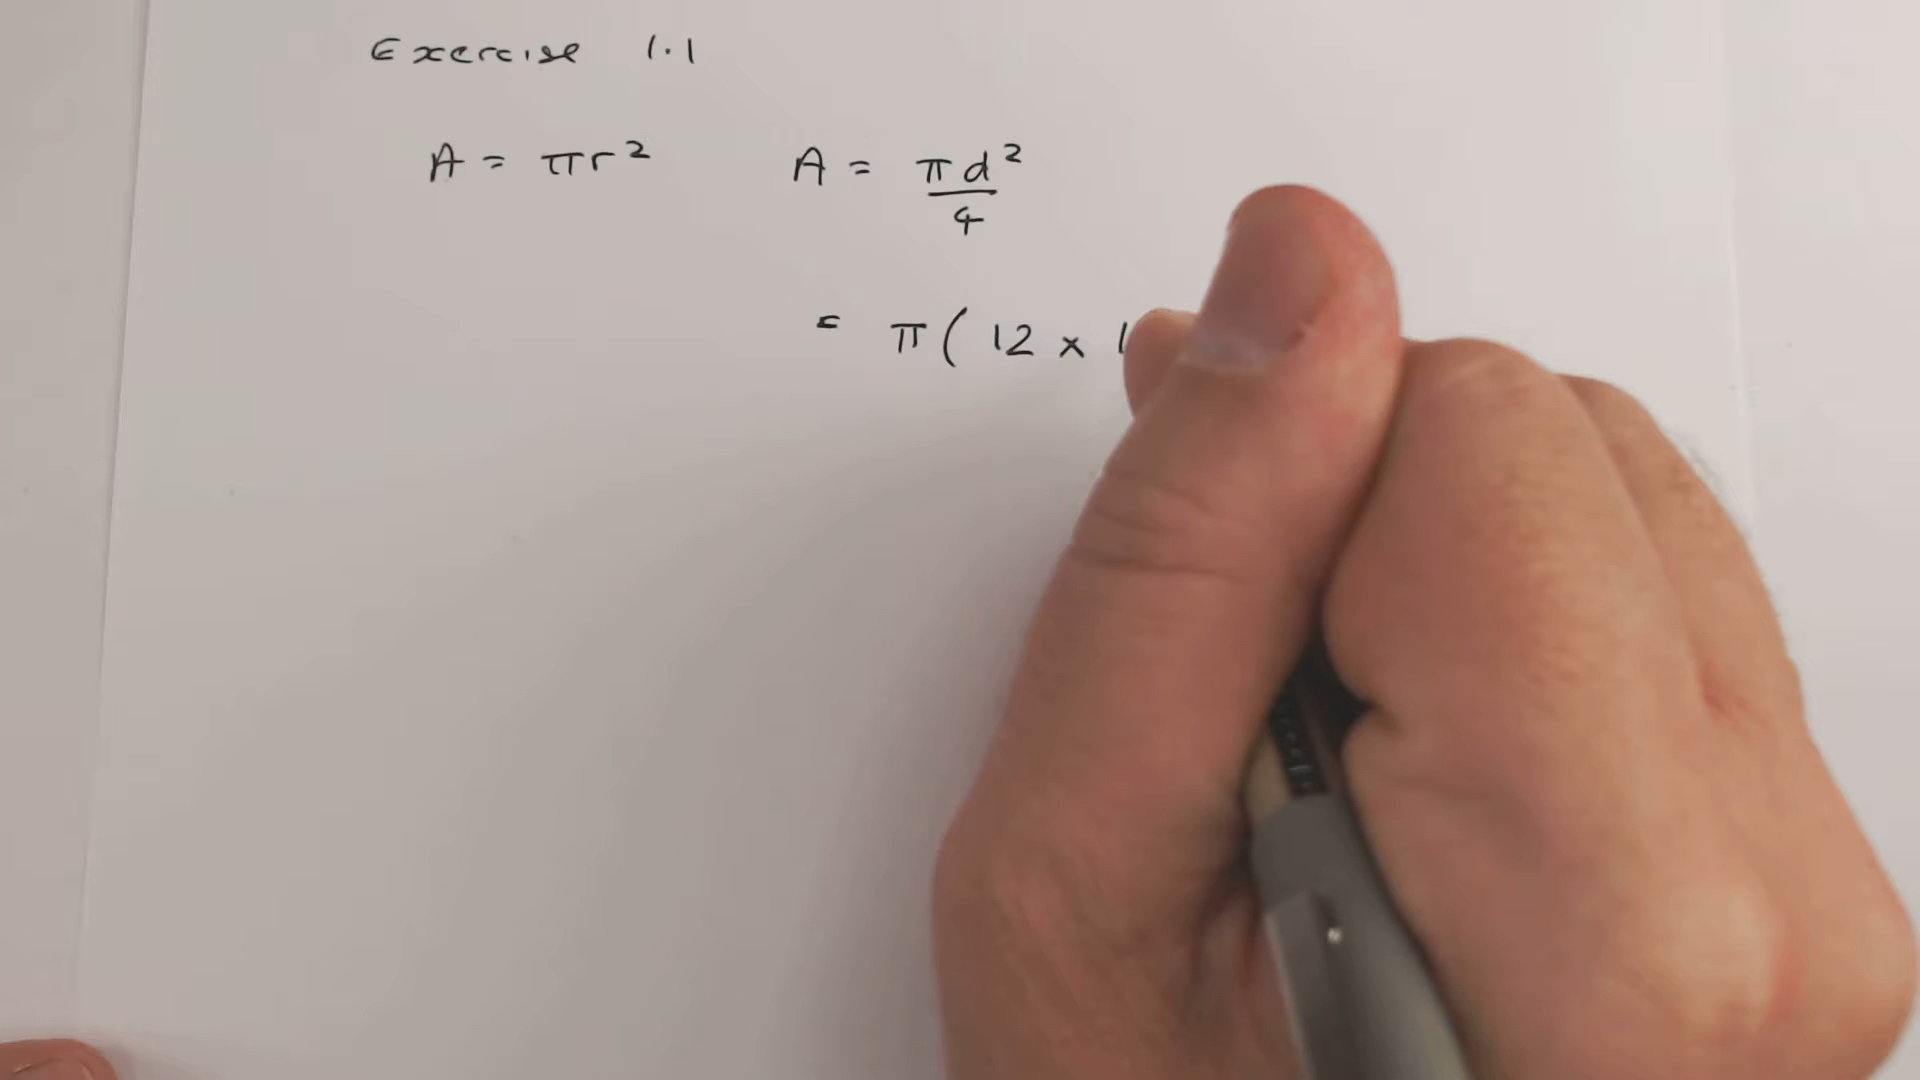 Exercise 1.1
A = πr² A = πd²/4
= π( 12 × 1